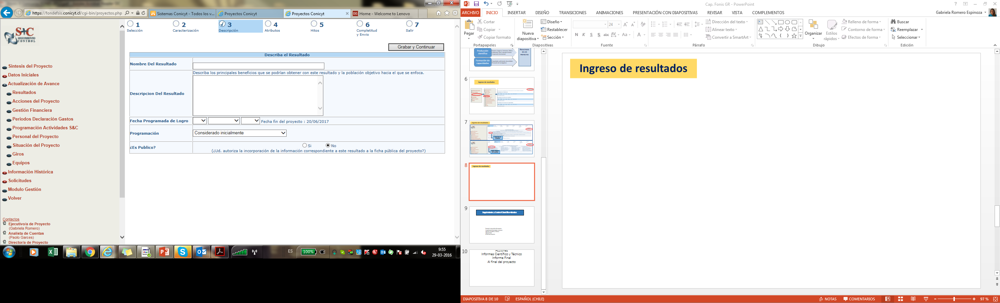 https://fondefsis.conicyt.cl/cgi-bin/proyectos.php
Sistemas Conicyt - Todos los v...
Proyectos Conicyt
Proyectos Conicyt
Home - Welcome to Lenovo
S+C
SEGUIMIENTO
CONTROL
1
Selección
2
Caracterización
3
Descripción
4
Atributos
5
Hitos
6
Completitud
y Envio
7
Salir
Grabar y Continuar
Sintesis del Proyecto
Datos Iniciales
Actualización de Avance
Resultados
Acciones del Proyecto
Gestión Financiera
Periodos Declaración Gastos
Programación Actividades S&C
Personal del Proyecto
Situación del Proyecto
Giros
Equipos
Información Histórica
Solicitudes
Modulo Gestión
Volver
Contactos
Ejecutivo/a de Proyecto
(Gabriela Romero)
Analista de Cuentas
(Paolo Garces)
Director/a de Proyecto
Describa el Resultado
Nombre Del Resultado
Describa los principales beneficios que se podrían obtener con este resultado y la población objetivo hacia el que se enfoca.
Descripcion Del Resultado
Fecha Programada de Logro
Fecha fin del proyecto : 20/06/2017
Programación
Considerado inicialmente
¿Es Publico?
Si
No
(¿Ud. autoriza la incorporación de la información correspondiente a este resultado a la ficha pública del proyecto?)
ES
100%
9:55
29-03-2016
Cap. Fonis GR - PowerPoint
ARCHIVO
INICIO
INSERTAR
DISEÑO
TRANSICIONES
ANIMACIONES
PRESENTACIÓN CON DIAPOSITIVAS
REVISAR
VISTA
COMPLEMENTOS
Gabriela Romero Espinoza
Pegar
Cortar
Copiar
Copiar formato
Portapapeles
Nueva
diapositiva
Diseño
Restablecer
Sección
Diapositivas
24
N K S S abc AV Aa A
Fuente
Dirección del texto
Alinear texto
Convertir a SmartArt
Párrafo
Organizar
Estilos
rápidos
Relleno de forma
Contorno de forma
Efectos de forma
Dibujo
Buscar
Reemplazar
Seleccionar
Edición
Producción
científica
Formación de
capacidades
Resultados
de los
proyectos
6
Ingreso de resultados
7
Ingreso de resultados
8
Ingreso de resultados
9
Seguimiento y Control Científico-técnico
10
Acciones
Informes Científico y Técnico
Informe Final
Al final del proyecto
Ingreso de resultados
DIAPOSITIVA 8 DE 10
ESPAÑOL (CHILE)
NOTAS
COMENTARIOS
97 %